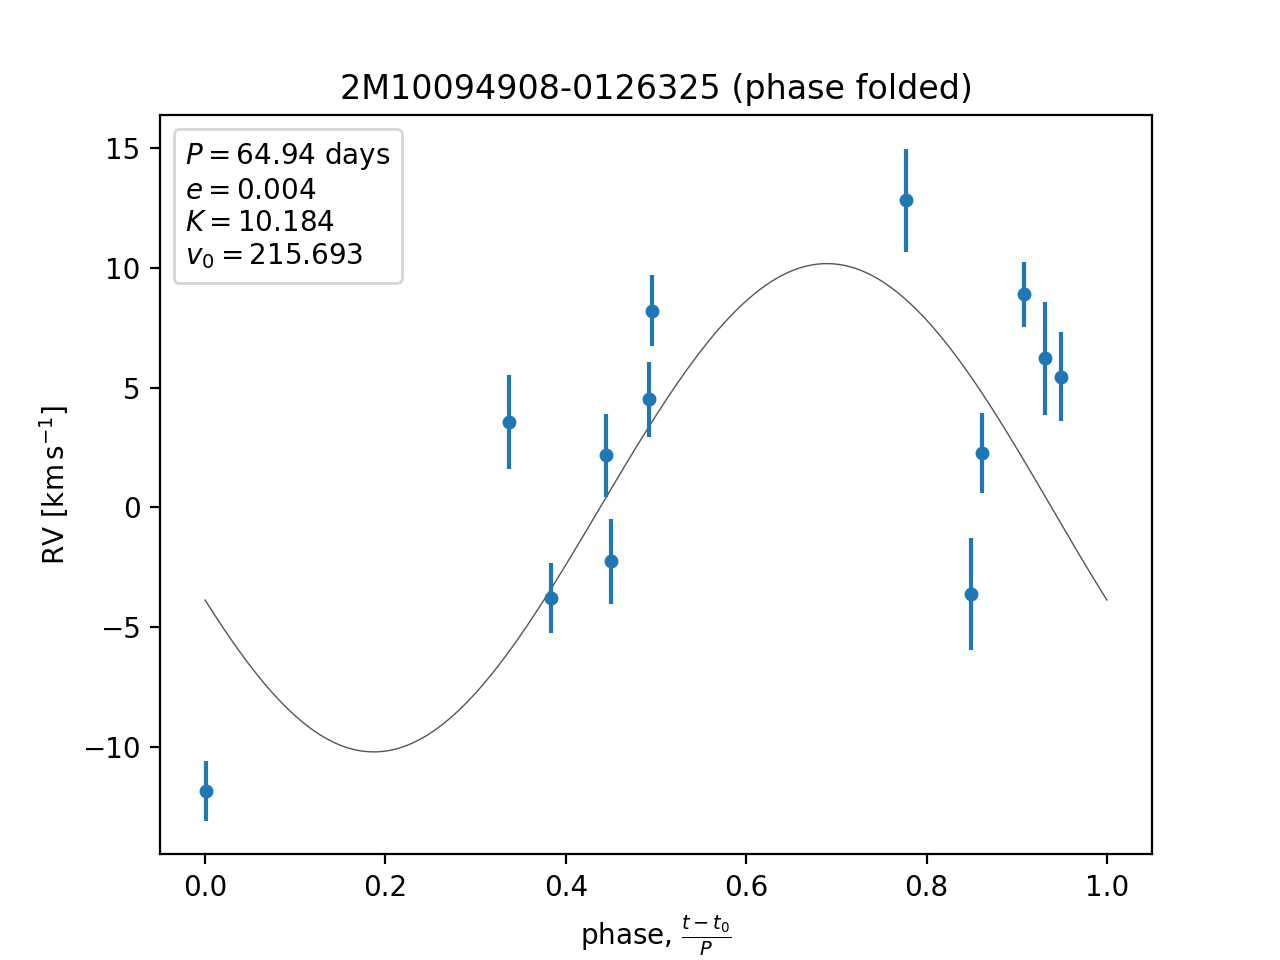 2M10094908-0126325 (phase folded)
P = 64.94 days
e = 0.004
K = 10.184
v₀ = 215.693
15
10
5
0
−5
−10
RV [km s⁻¹]
0.0 0.2 0.4 0.6 0.8 1.0
phase, (t − t₀)/P